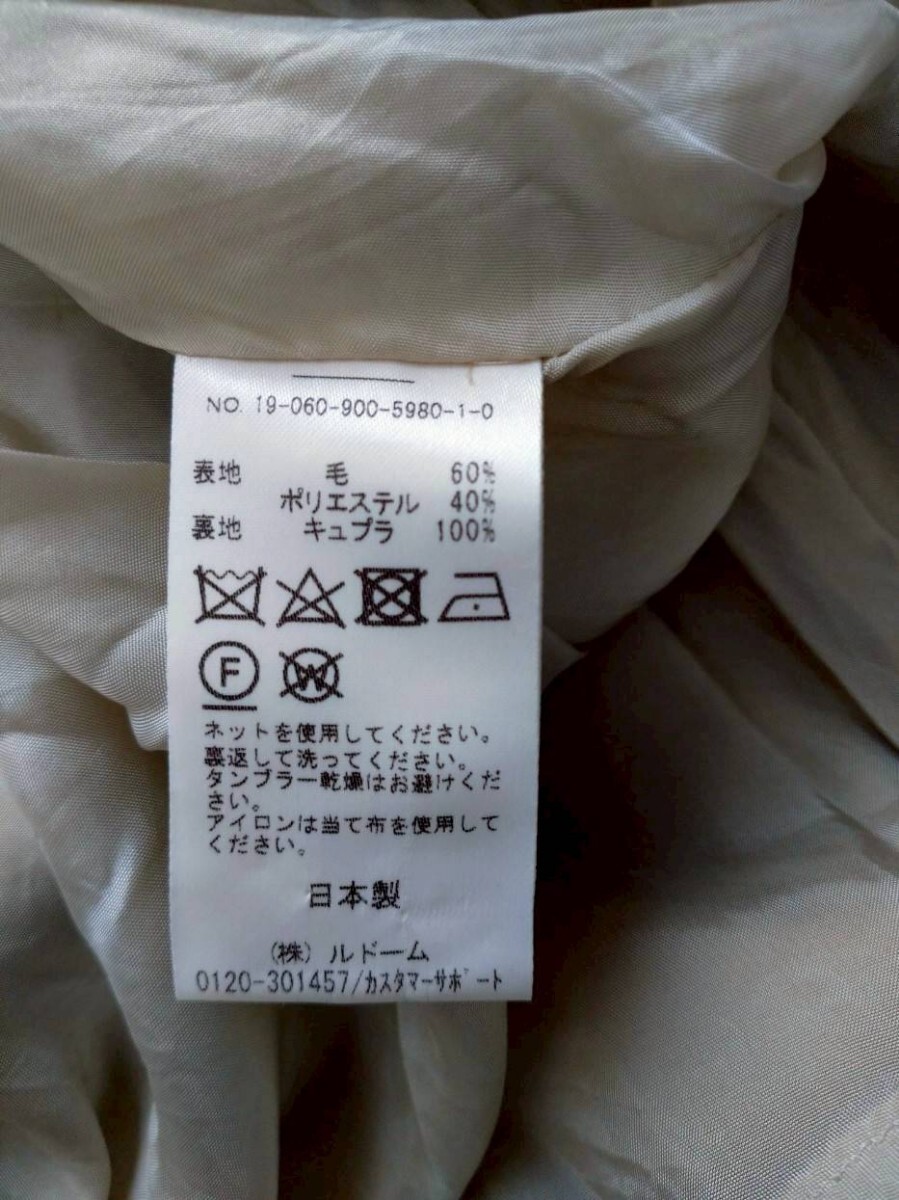 NO. 19-060-900-5980-1-0
表地 毛 60%
ポリエステル 40%
裏地 キュプラ 100%
F W
ネットを使用してください。
裏返して洗ってください。
タンブラー乾燥はお避けくだ
さい。
アイロンは当て布を使用して
ください。
日本製
(株) ルドーム
0120-301457/カスタマーサポート